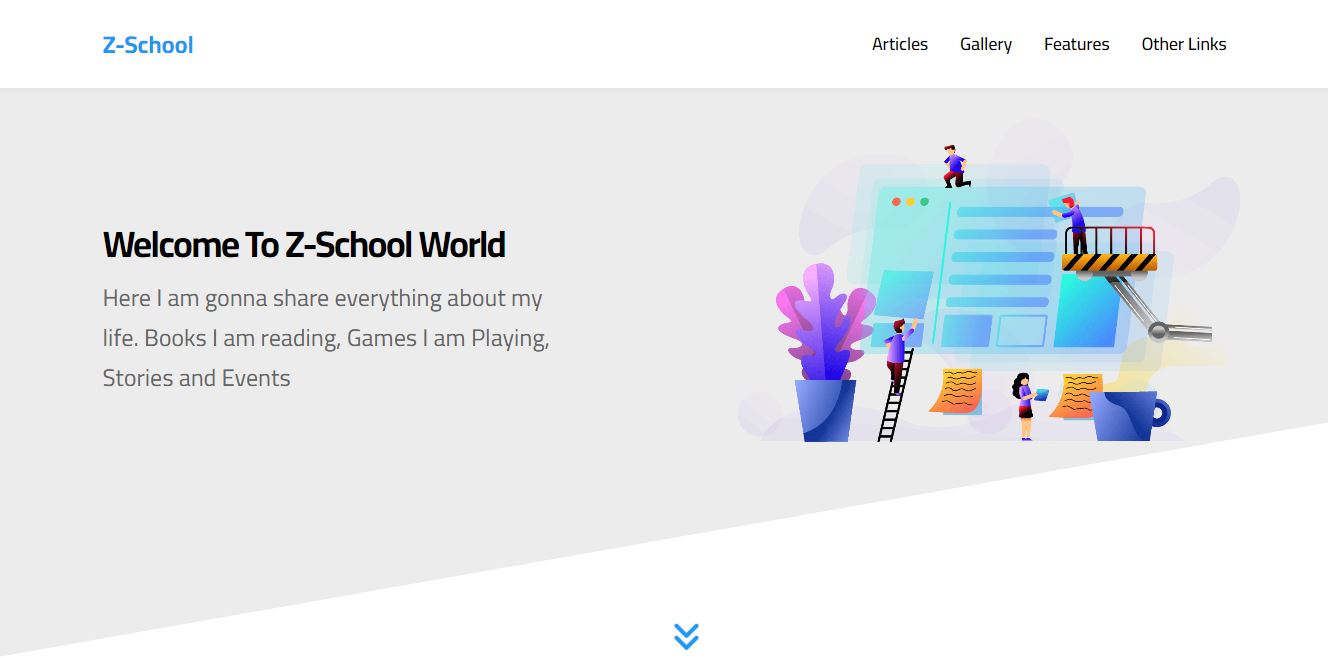 Z-School
Articles Gallery Features Other Links
Welcome To Z-School World
Here I am gonna share everything about my
life. Books I am reading, Games I am Playing,
Stories and Events